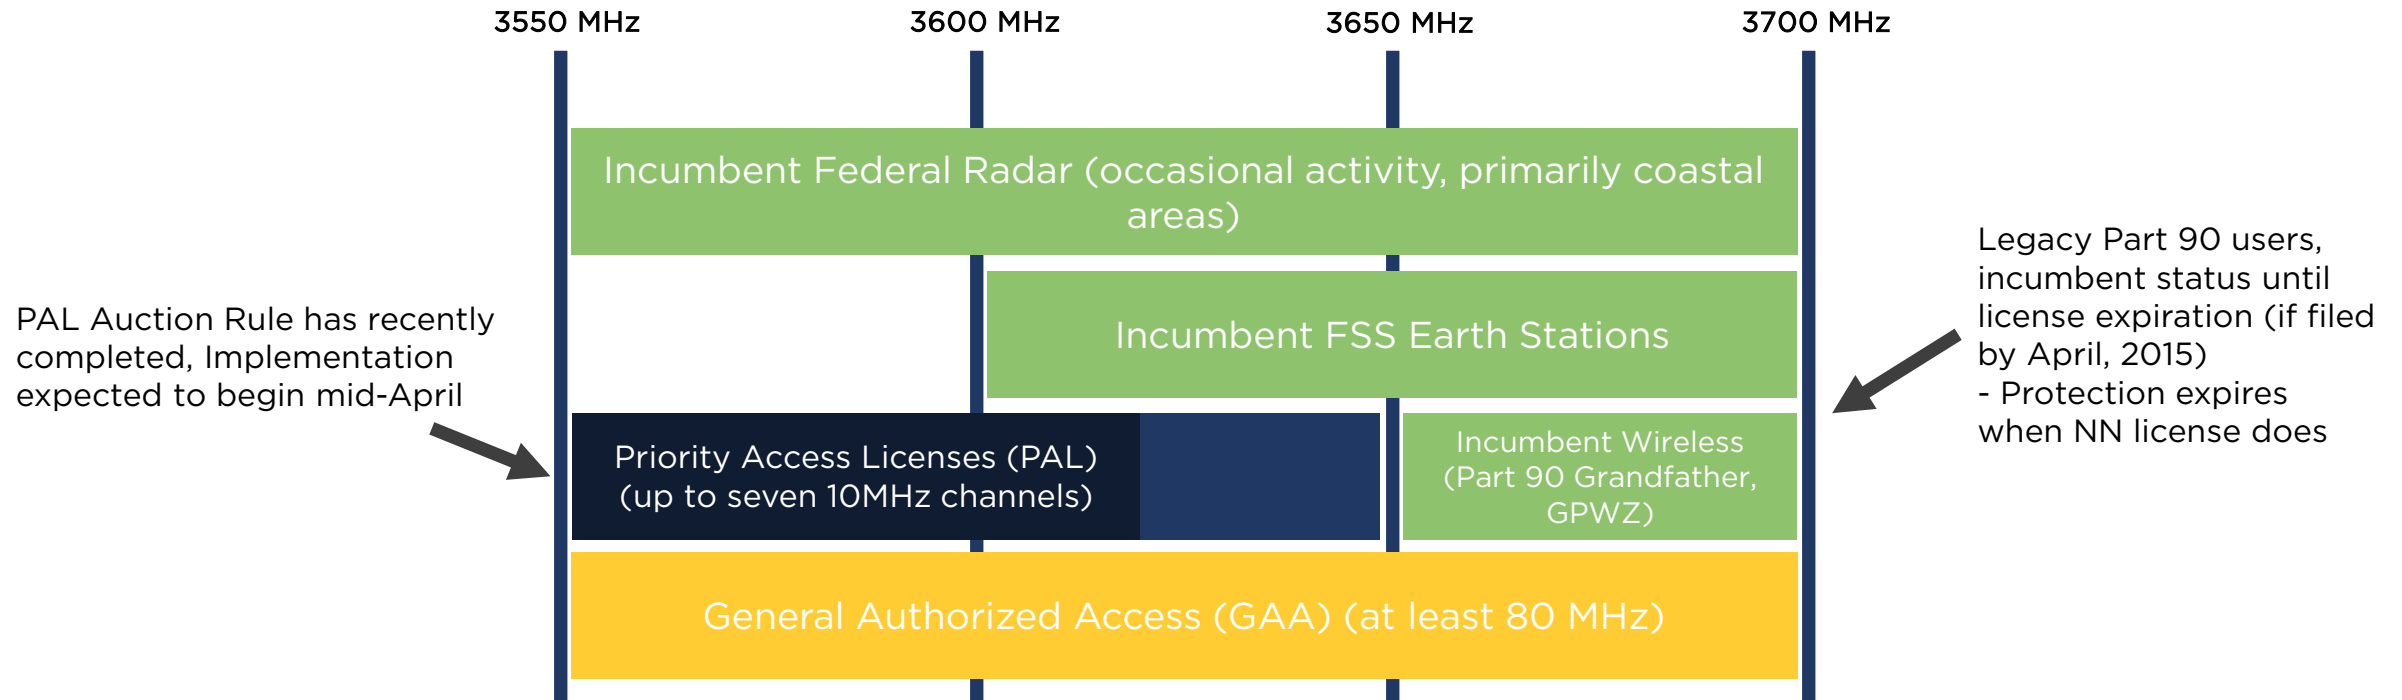 3550 MHz
3600 MHz
3650 MHz
3700 MHz
Incumbent Federal Radar (occasional activity, primarily coastal
areas)
Incumbent FSS Earth Stations
PAL Auction Rule has recently
completed, Implementation
expected to begin mid-April
Priority Access Licenses (PAL)
(up to seven 10MHz channels)
Incumbent Wireless
(Part 90 Grandfather,
GPWZ)
Legacy Part 90 users,
incumbent status until
license expiration (if filed
by April, 2015)
- Protection expires
when NN license does
General Authorized Access (GAA) (at least 80 MHz)